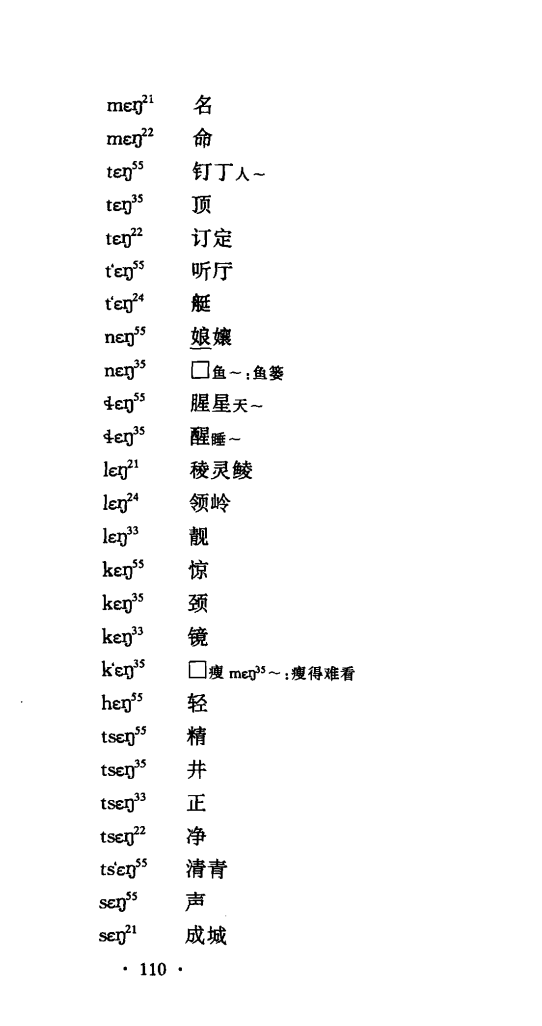 mɛŋ²¹ 名
mɛŋ²² 命
tɛŋ⁵⁵ 钉丁人～
tɛŋ³⁵ 顶
tɛŋ²² 订定
t‘ɛŋ⁵⁵ 听厅
t‘ɛŋ²⁴ 艇
nɛŋ⁵⁵ 娘嬢
nɛŋ³⁵ □鱼～:鱼篓
ɬɛŋ⁵⁵ 腥星天～
ɬɛŋ³⁵ 醒睡～
lɛŋ²¹ 稜灵鲮
lɛŋ²⁴ 领岭
lɛŋ³³ 靓
kɛŋ⁵⁵ 惊
kɛŋ³⁵ 颈
kɛŋ³³ 镜
k‘ɛŋ³⁵ □瘦 mɛŋ³⁵～:瘦得难看
hɛŋ⁵⁵ 轻
tsɛŋ⁵⁵ 精
tsɛŋ³⁵ 井
tsɛŋ³³ 正
tsɛŋ²² 净
ts‘ɛŋ⁵⁵ 清青
sɛŋ⁵⁵ 声
sɛŋ²¹ 成城
· 110 ·